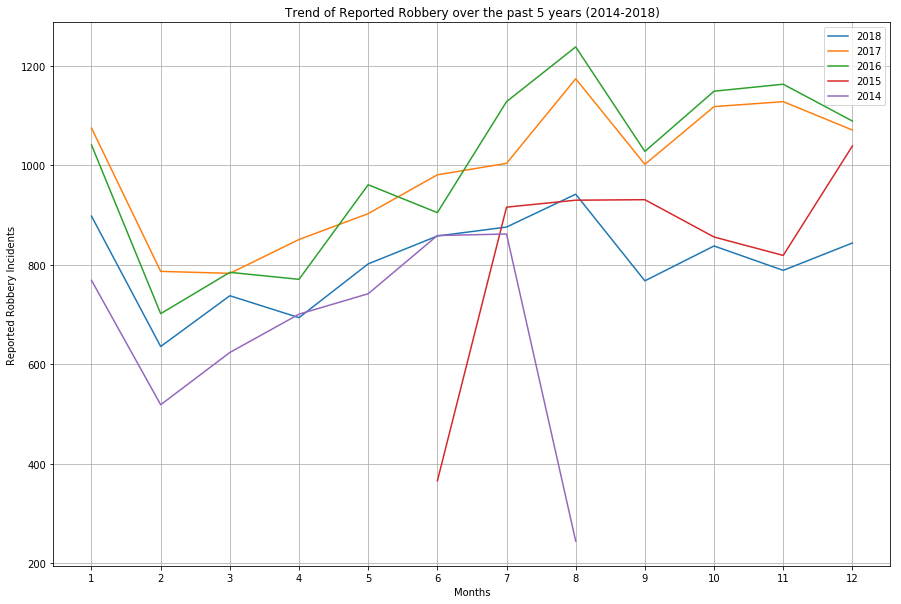 Trend of Reported Robbery over the past 5 years (2014-2018)
2018
2017
2016
2015
2014
1200
1000
800
600
400
200
Reported Robbery Incidents
1 2 3 4 5 6 7 8 9 10 11 12
Months